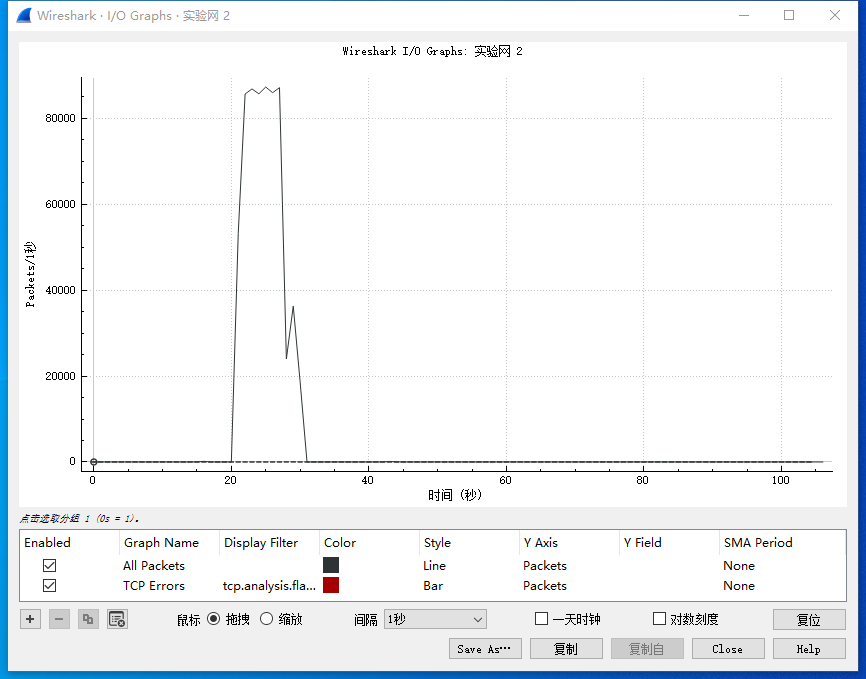 Wireshark · I/O Graphs · 实验网 2
Wireshark I/O Graphs: 实验网 2
Packets/1秒
80000
60000
40000
20000
0
0 20 40 60 80 100
时间 (秒)
点击选取分组 1 (0s = 1)。
Enabled Graph Name Display Filter Color Style Y Axis Y Field SMA Period
All Packets Line Packets None
TCP Errors tcp.analysis.fla... Bar Packets None
鼠标 拖拽 缩放 间隔 1秒 一天时钟 对数刻度 复位
Save As… 复制 复制自 Close Help